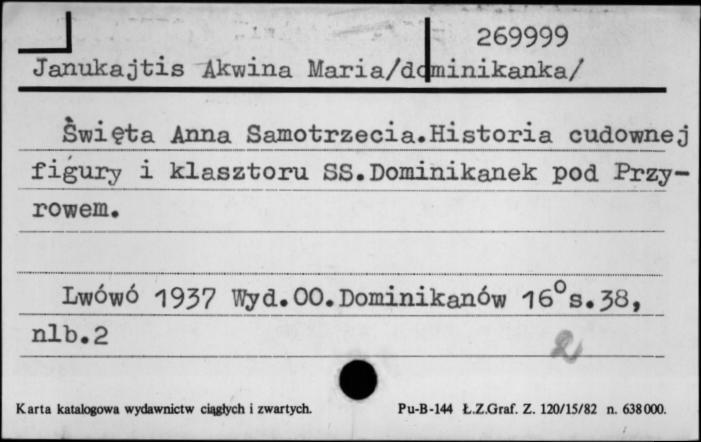 269999
Janukajtis Akwina Maria/dominikanka/
Święta Anna Samotrzecia.Historia cudownej
figury i klasztoru SS.Dominikanek pod Przy-
rowem.
Lwówó 1937 Wyd.OO.Dominikanów 16°s.38,
nlb.2
2
Karta katalogowa wydawnictw ciągłych i zwartych. Pu-B-144 Ł.Z.Graf. Z. 120/15/82 n. 638000.